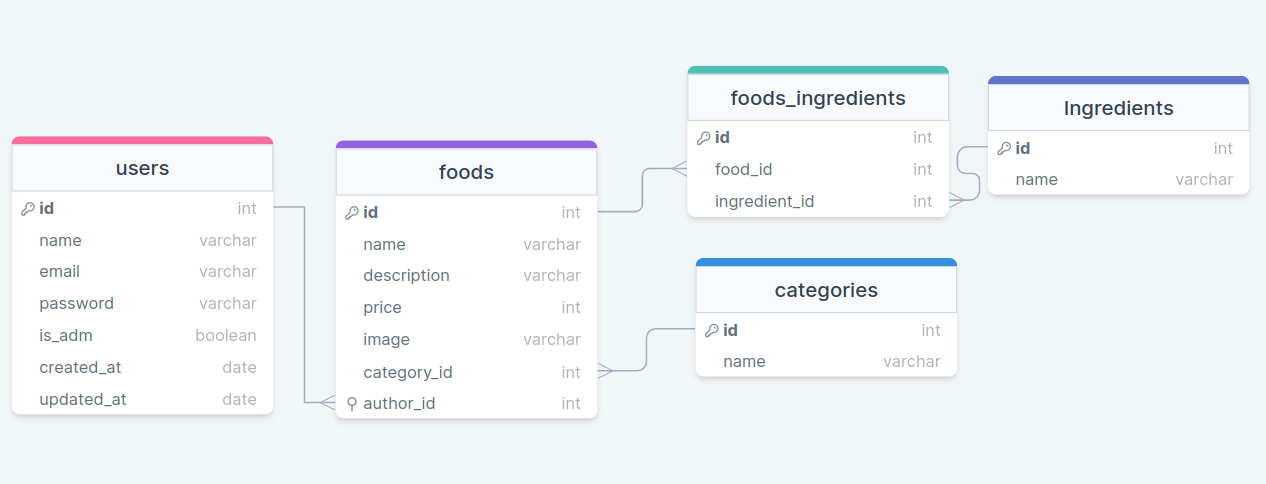 users
id int
name varchar
email varchar
password varchar
is_adm boolean
created_at date
updated_at date
foods
id int
name varchar
description varchar
price int
image varchar
category_id int
author_id int
foods_ingredients
id int
food_id int
ingredient_id int
Ingredients
id int
name varchar
categories
id int
name varchar